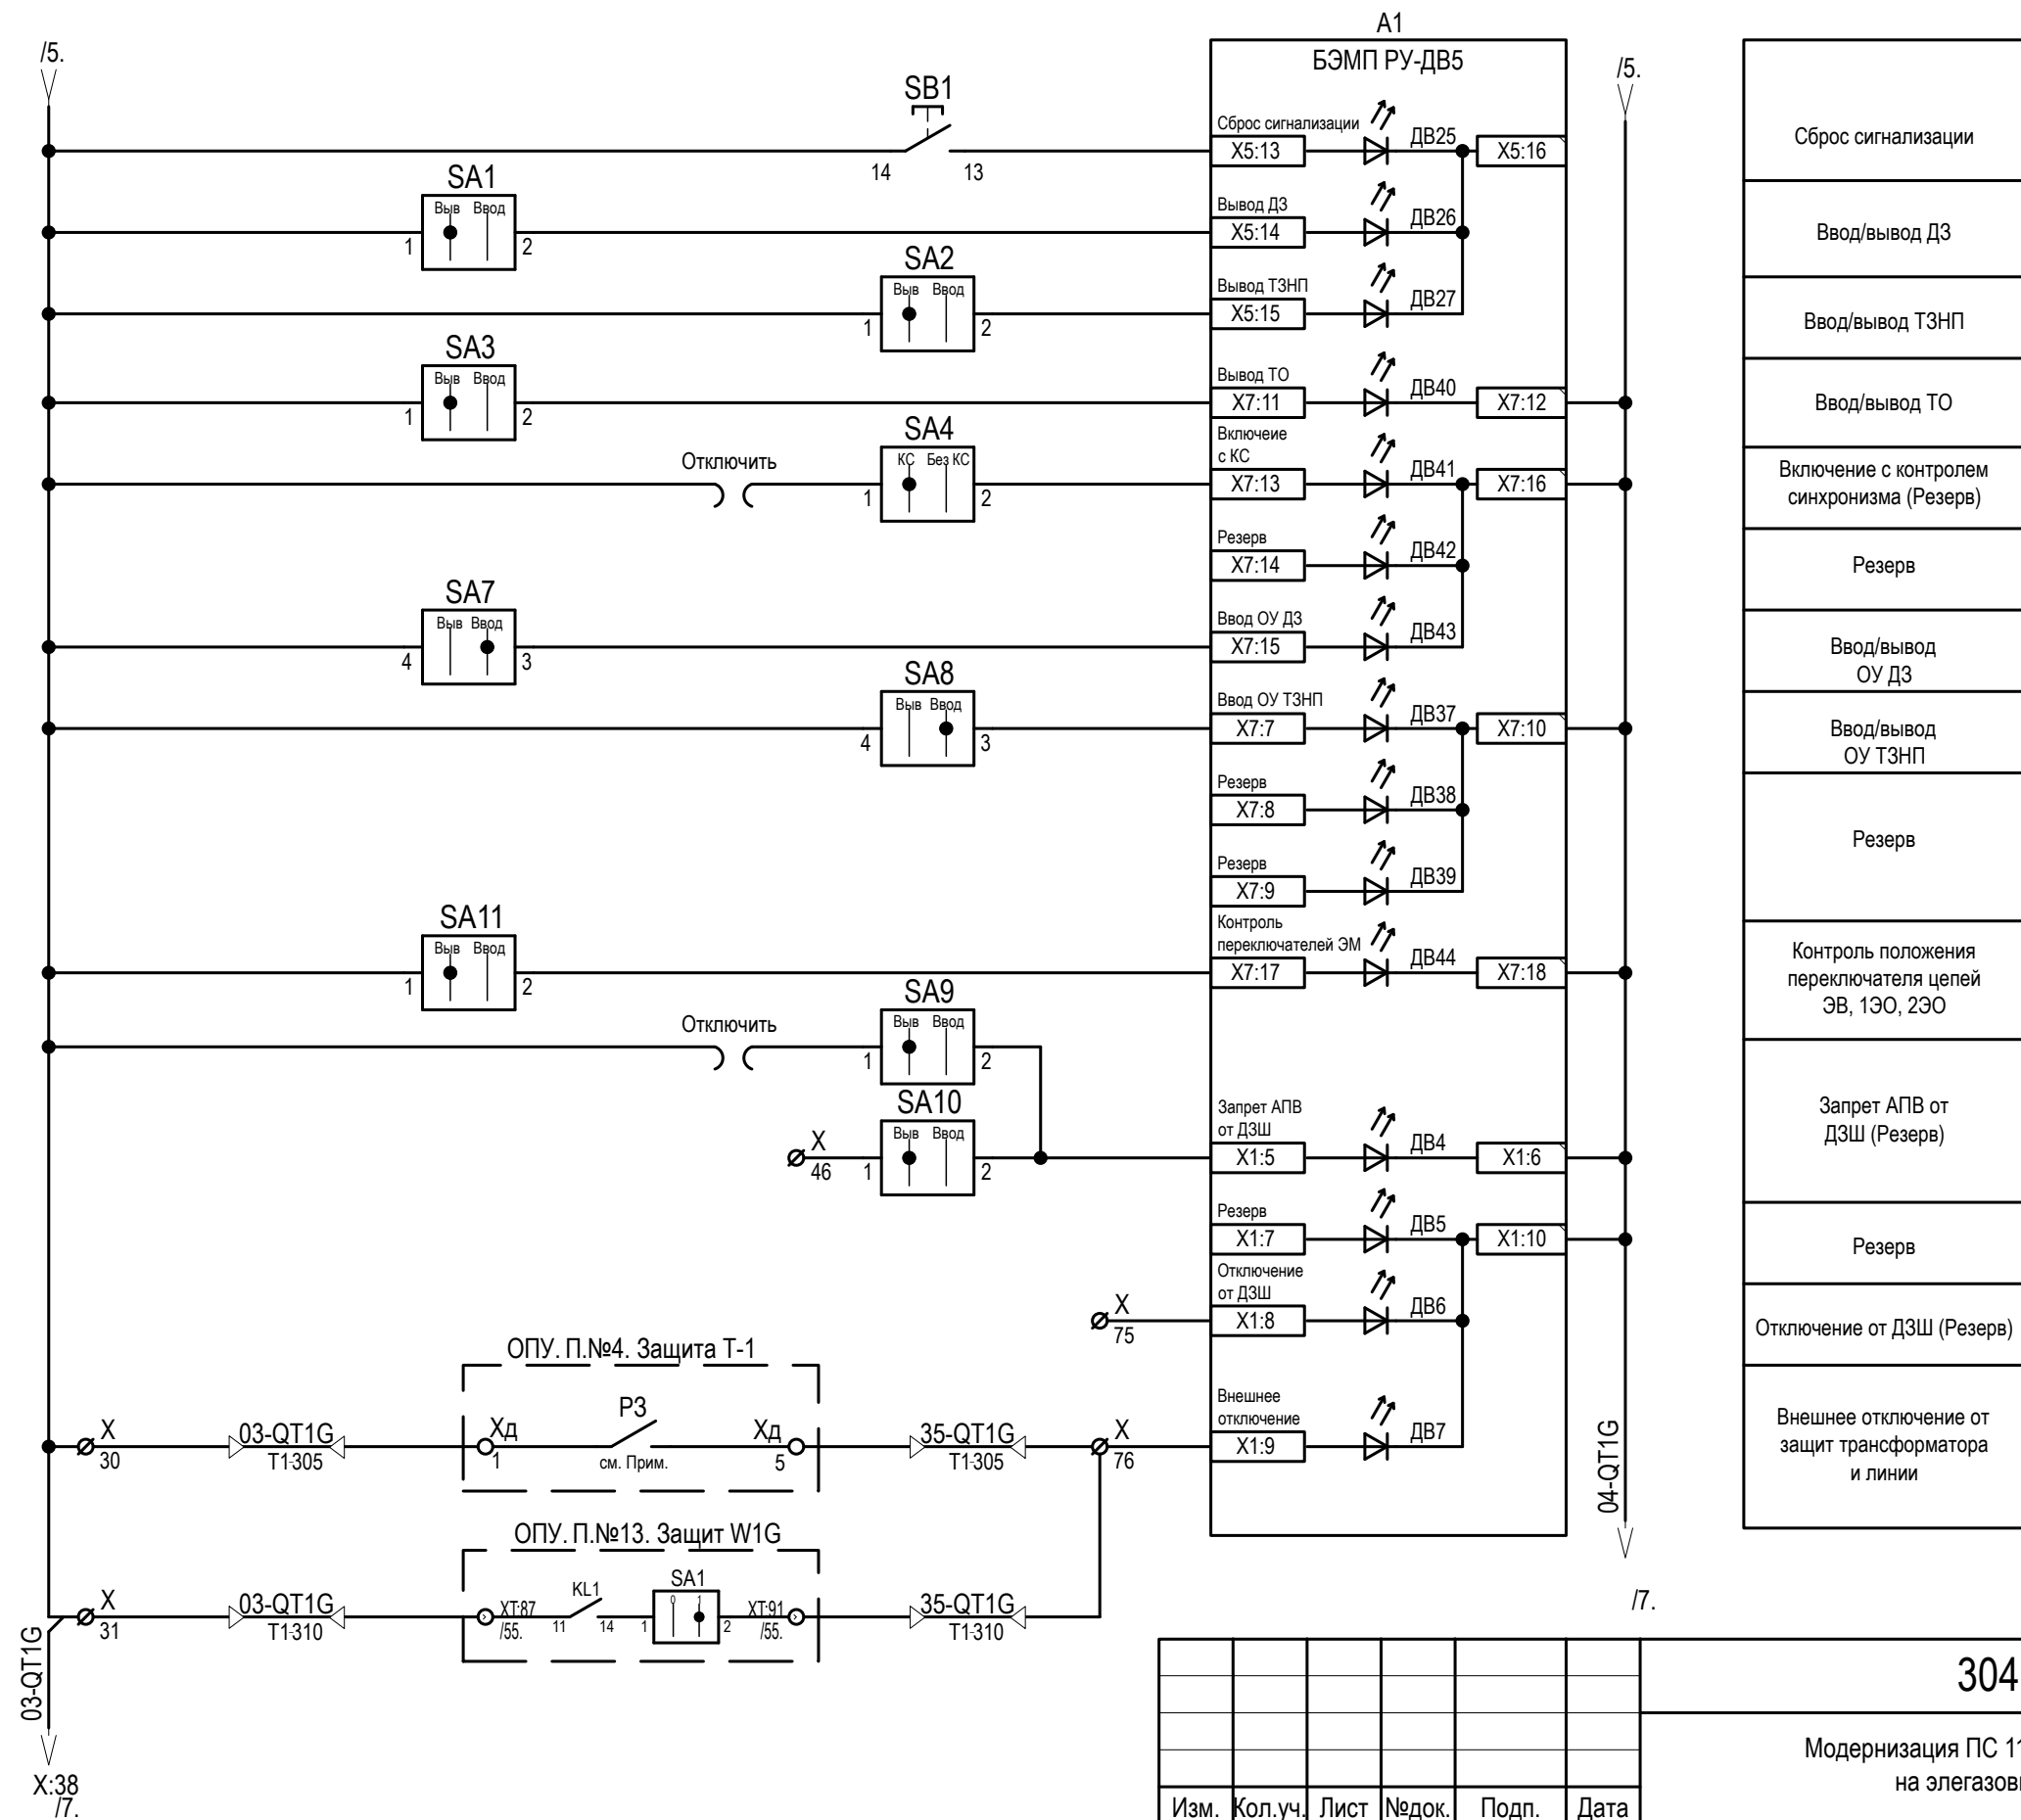 /5.
A1
БЭМП РУ-ДВ5
/5.
SB1
14
13
Сброс сигнализации
X5:13
ДВ25
X5:16
Сброс сигнализации
SA1
Выв Ввод
1
2
Вывод ДЗ
X5:14
ДВ26
Ввод/вывод ДЗ
SA2
Выв Ввод
1
2
Вывод ТЗНП
X5:15
ДВ27
Ввод/вывод ТЗНП
SA3
Выв Ввод
1
2
Вывод ТО
X7:11
ДВ40
X7:12
Ввод/вывод ТО
Отключить
SA4
КС Без КС
1
2
Включеие
с КС
X7:13
ДВ41
X7:16
Включение с контролем
синхронизма (Резерв)
Резерв
X7:14
ДВ42
Резерв
SA7
Выв Ввод
4
3
Ввод ОУ ДЗ
X7:15
ДВ43
Ввод/вывод
ОУ ДЗ
SA8
Выв Ввод
4
3
Ввод ОУ ТЗНП
X7:7
ДВ37
X7:10
Ввод/вывод
ОУ ТЗНП
Резерв
X7:8
ДВ38
Резерв
Резерв
X7:9
ДВ39
SA11
Выв Ввод
1
2
Контроль
переключателей ЭМ
X7:17
ДВ44
X7:18
Контроль положения
переключателя цепей
ЭВ, 1ЭО, 2ЭО
Отключить
SA9
Выв Ввод
1
2
SA10
Выв Ввод
X
46
1
2
Запрет АПВ
от ДЗШ
X1:5
ДВ4
X1:6
Запрет АПВ от
ДЗШ (Резерв)
Резерв
X1:7
ДВ5
X1:10
Резерв
X
75
Отключение
от ДЗШ
X1:8
ДВ6
Отключение от ДЗШ (Резерв)
ОПУ. П.№4. Защита Т-1
X
30
03-QT1G
T1-305
Хд
1
Р3
см. Прим.
Хд
5
35-QT1G
T1-305
X
76
Внешнее
отключение
X1:9
ДВ7
04-QT1G
Внешнее отключение от
защит трансформатора
и линии
ОПУ. П.№13. Защит W1G
X
31
03-QT1G
T1-310
XT:87
/55.
KL1
11
14
SA1
0 1
1
2
XT:91
/55.
35-QT1G
T1-310
03-QT1G
X:38
/7.
/7.
304
Модернизация ПС 11
на элегазов
Изм. Кол.уч. Лист №док. Подп. Дата